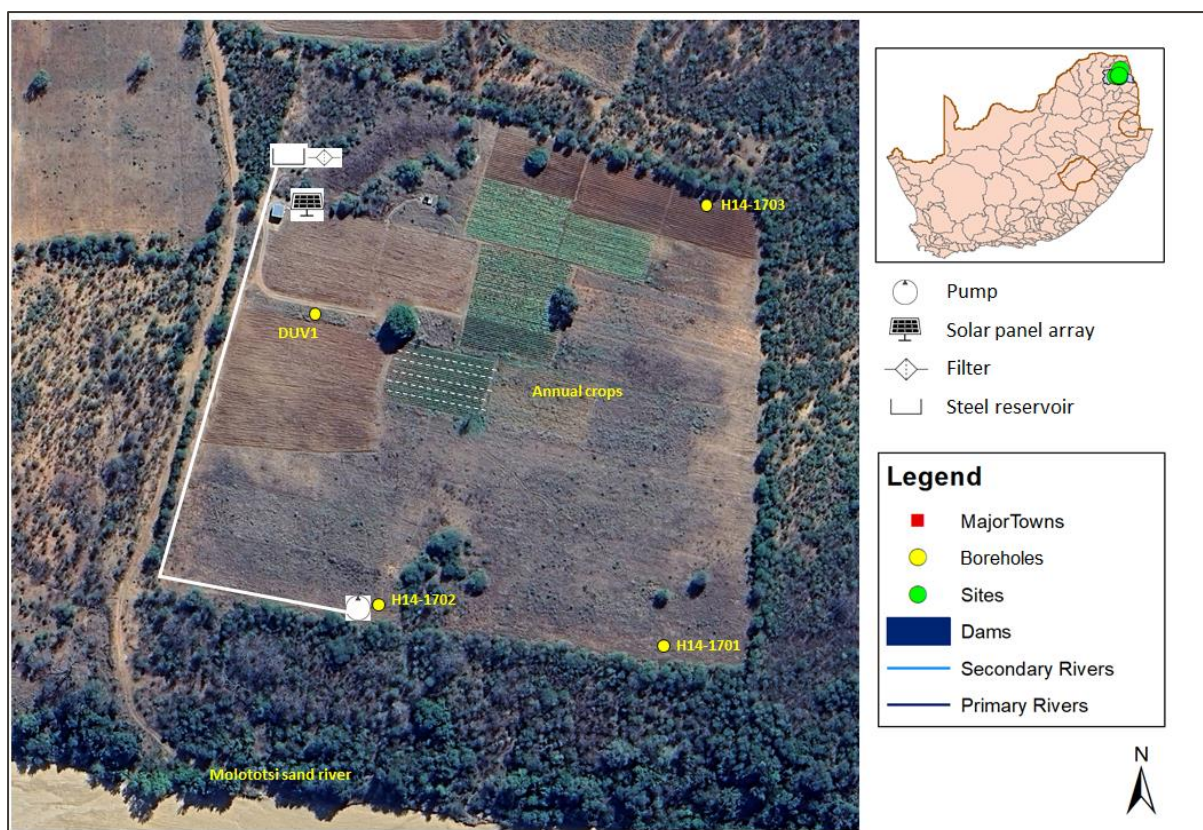 H14-1703
DUV1
Annual crops
H14-1702
H14-1701
Molototsi sand river
Pump
Solar panel array
Filter
Steel reservoir
Legend
MajorTowns
Boreholes
Sites
Dams
Secondary Rivers
Primary Rivers
N